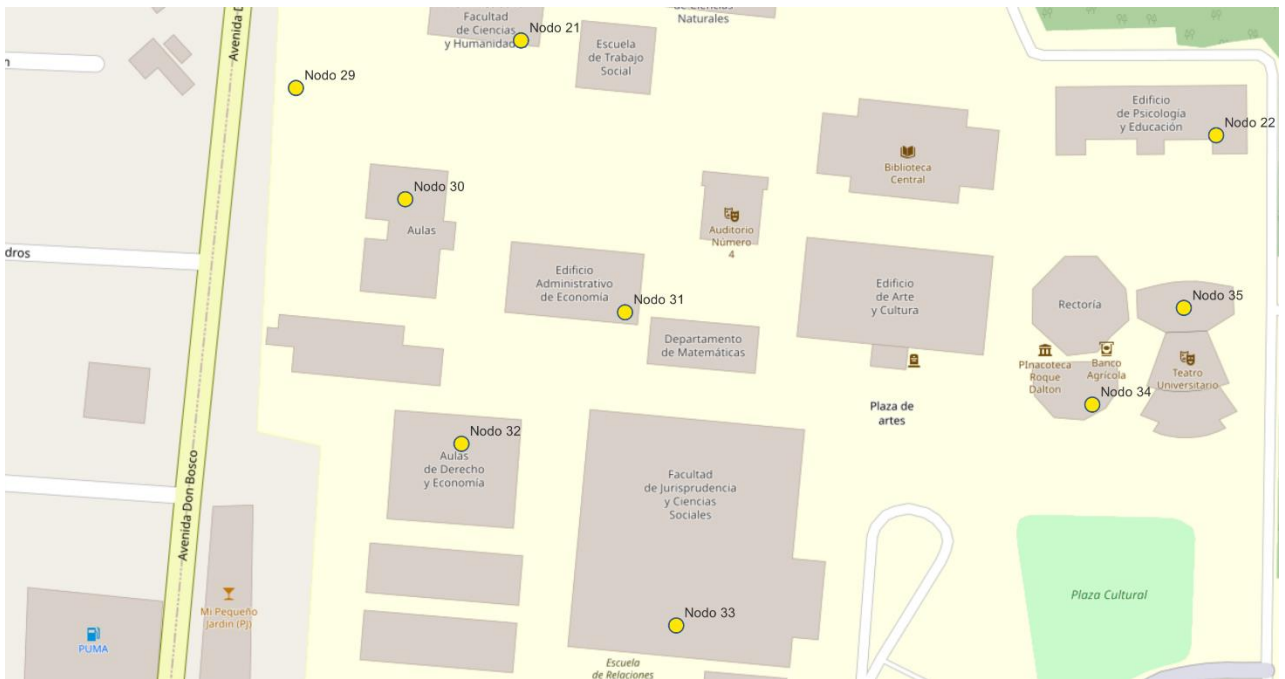 Facultad
de Ciencias
y Humanidad
Nodo 21
de Ciencias
Naturales
Escuela
de Trabajo
Social
Avenida D
n
Nodo 29
Edificio
de Psicología
y Educación
Nodo 22
Biblioteca
Central
Nodo 30
Aulas
Auditorio
Número
4
dros
Edificio
Administrativo
de Economía
Nodo 31
Edificio
de Arte
y Cultura
Rectoría
Nodo 35
Departamento
de Matemáticas
PInacoteca
Roque
Dalton
Banco
Agrícola
Teatro
Universitario
Nodo 34
Plaza de
artes
Nodo 32
Aulas
de Derecho
y Economía
Facultad
de Jurisprudencia
y Ciencias
Sociales
Avenida Don Bosco
Mi Pequeño
Jardin (PJ)
PUMA
Nodo 33
Plaza Cultural
Escuela
de Relaciones